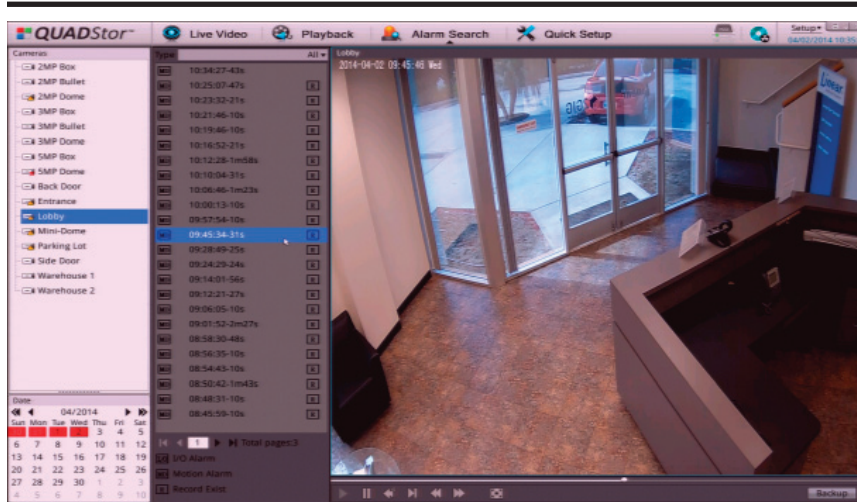 QUADStor™
Live Video
Playback
Alarm Search
Quick Setup
Setup
04/02/2014 10:35
Cameras
2MP Box
2MP Bullet
2MP Dome
3MP Box
3MP Bullet
3MP Dome
5MP Box
5MP Dome
Back Door
Entrance
Lobby
Mini-Dome
Parking Lot
Side Door
Warehouse 1
Warehouse 2
Date
04/2014
Sun Mon Tue Wed Thu Fri Sat
3 4 5
6 7 8 9 10 11 12
13 14 15 16 17 18 19
20 21 22 23 24 25 26
27 28 29 30 1 2 3
4 5 6 7 8 9 10
Type All
10:34:27-43s
10:25:07-47s R
10:23:32-21s R
10:21:46-10s R
10:19:46-10s R
10:16:52-21s R
10:12:28-1m58s R
10:10:04-31s R
10:06:46-1m23s R
10:00:13-10s R
09:57:54-10s R
09:45:34-31s R
09:28:49-25s R
09:24:29-24s R
09:14:01-56s R
09:12:21-27s R
09:06:05-10s R
09:01:52-2m27s R
08:58:30-48s R
08:56:35-10s R
08:54:43-10s R
08:50:42-1m43s R
08:48:31-10s R
08:45:59-10s R
1 Total pages:3
I/O Alarm
Motion Alarm
R Record Exist
Lobby
2014-04-02 09:45:46 Wed
Linear
Backup